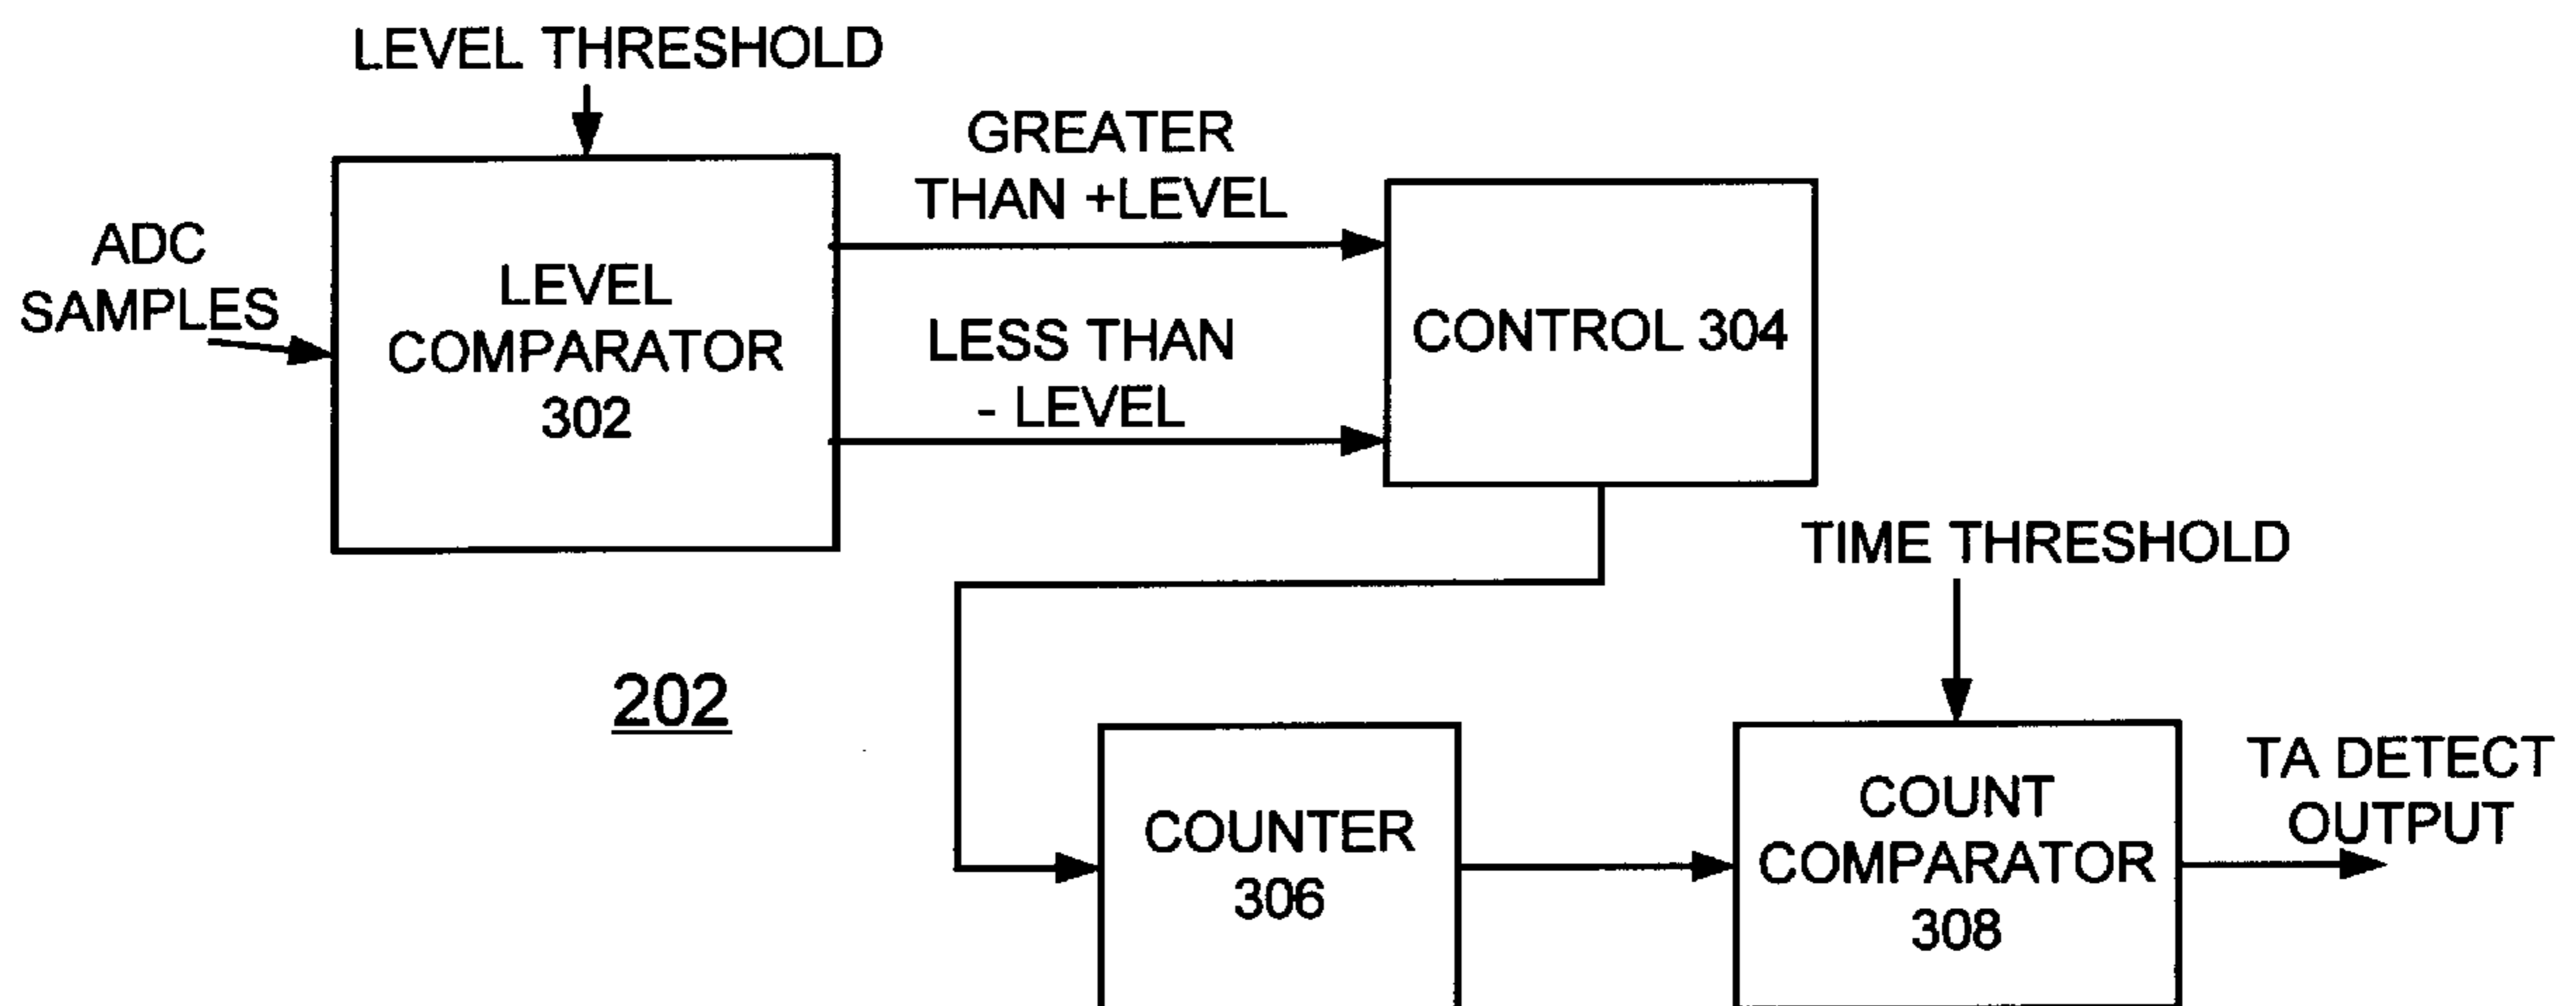 LEVEL THRESHOLD
ADC
SAMPLES
LEVEL
COMPARATOR
302
GREATER
THAN +LEVEL
LESS THAN
- LEVEL
CONTROL 304
TIME THRESHOLD
202
COUNTER
306
COUNT
COMPARATOR
308
TA DETECT
OUTPUT